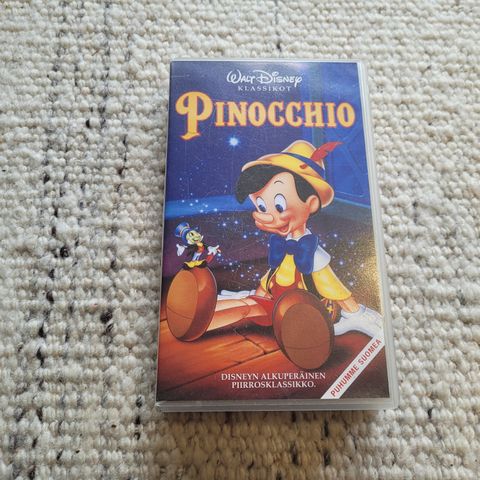 WALT DISNEY
KLASSIKOT
PINOCCHIO
DISNEYN ALKUPERÄINEN
PIIRROSKLASSIKKO.
PUHUMME SUOMEA